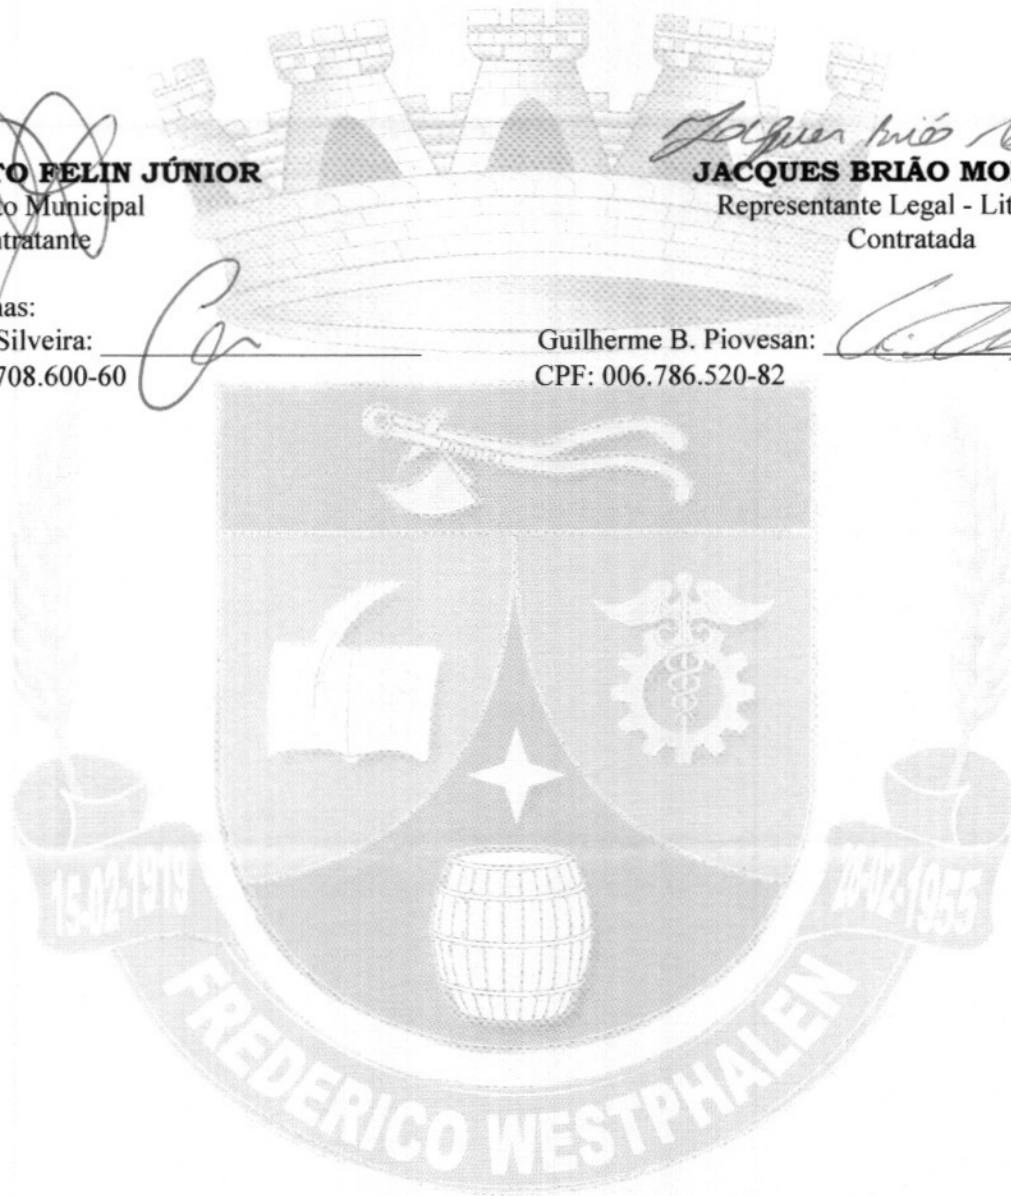 TO FELIN JÚNIOR
to Municipal
ntratante
JACQUES BRIÃO MO
Representante Legal - Lit
Contratada
nas:
Silveira:
708.600-60
Guilherme B. Piovesan:
CPF: 006.786.520-82
15-02-1919
28-02-1955
FREDERICO WESTPHALEN